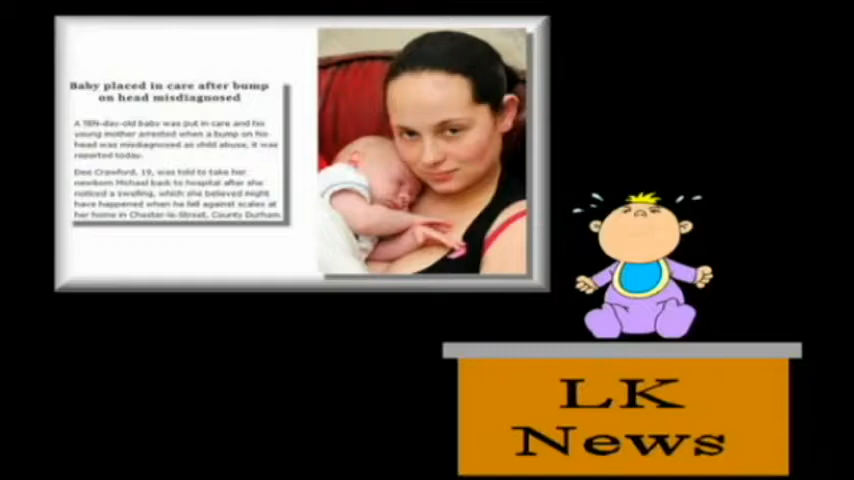 Baby placed in care after bump
on head misdiagnosed
A TEN-day-old baby was put in care and his
young mother arrested when a bump on his
head was misdiagnosed as child abuse, it was
reported today.
Dee Crawford, 19, was told to take her
newborn Michael back to hospital after she
noticed a swelling, which she believed might
have happened when he fell against scales at
her home in Chester-le-Street, County Durham.
LK
News